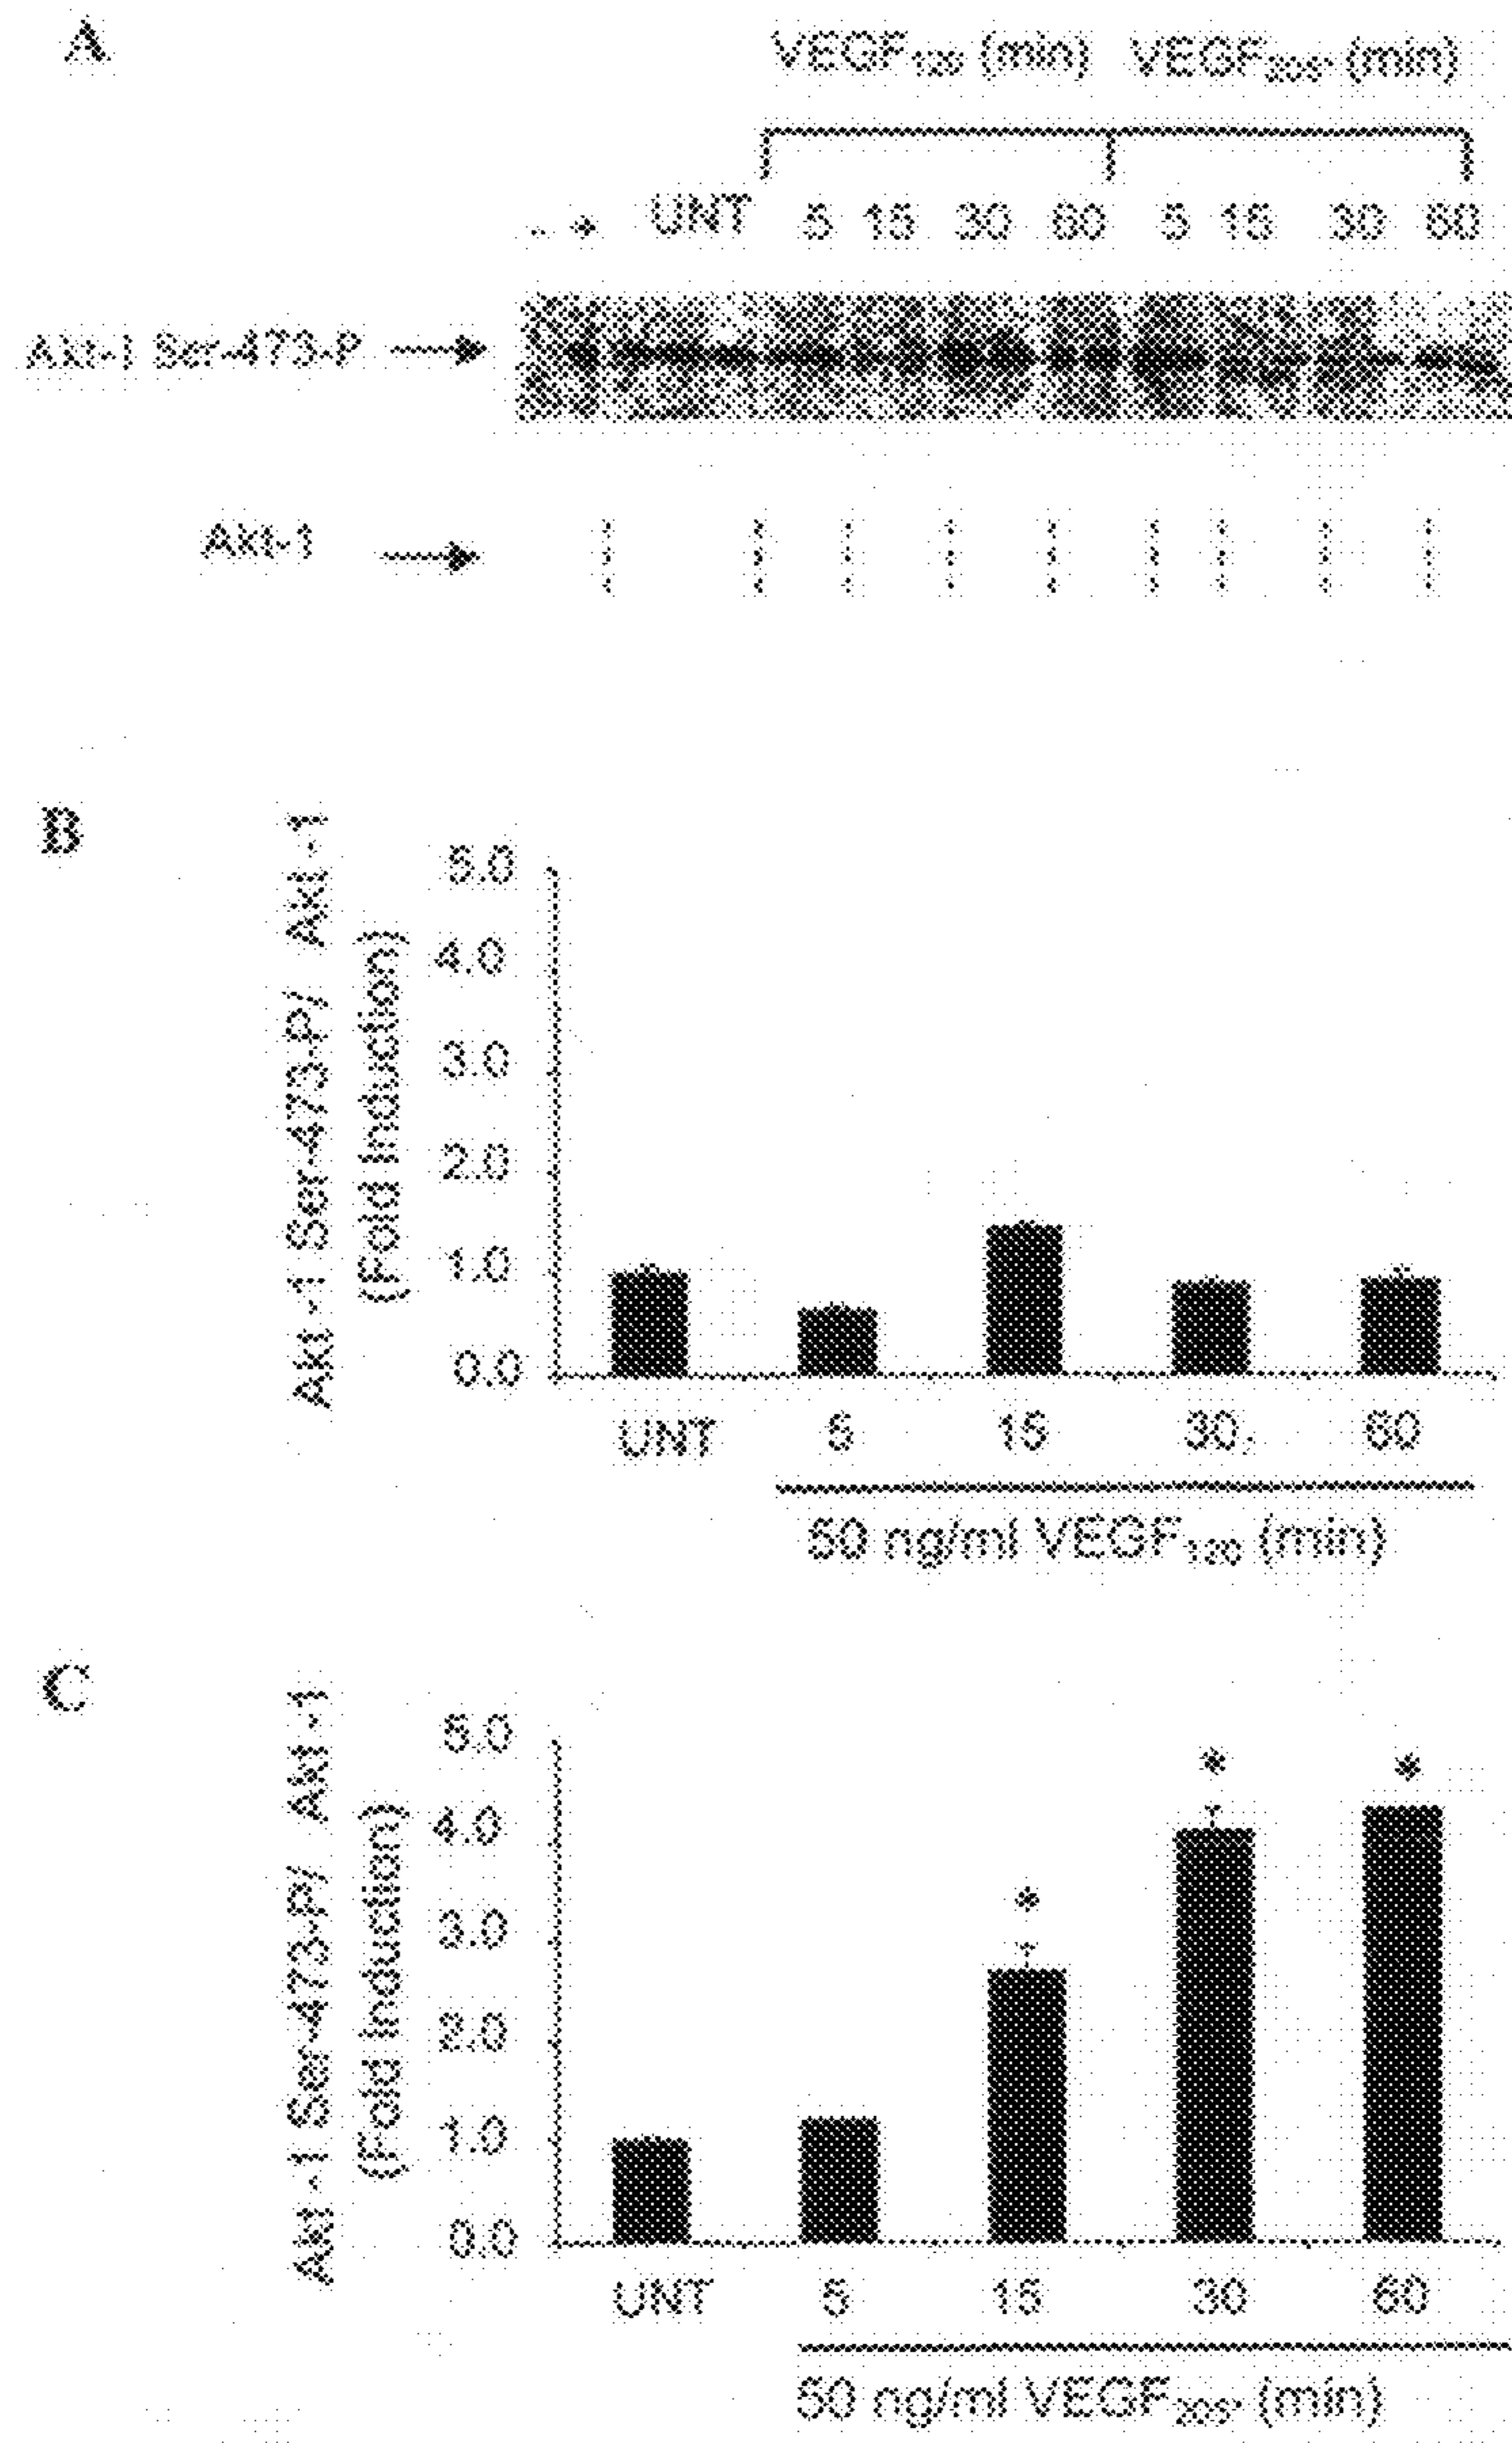 A
VEGF120 (min) VEGF205* (min)
- + UNT 5 15 30 60 5 15 30 60
Akt-1 Ser-473-P
Akt-1
B
Akt -1 Ser-473-P/ Akt -1
(Fold Induction)
5.0
4.0
3.0
2.0
1.0
0.0
UNT 5 15 30 60
50 ng/ml VEGF120 (min)
C
Akt -1 Ser-473-P/ Akt -1
(Fold Induction)
5.0
4.0
3.0
2.0
1.0
0.0
* * *
UNT 5 15 30 60
50 ng/ml VEGF205* (min)